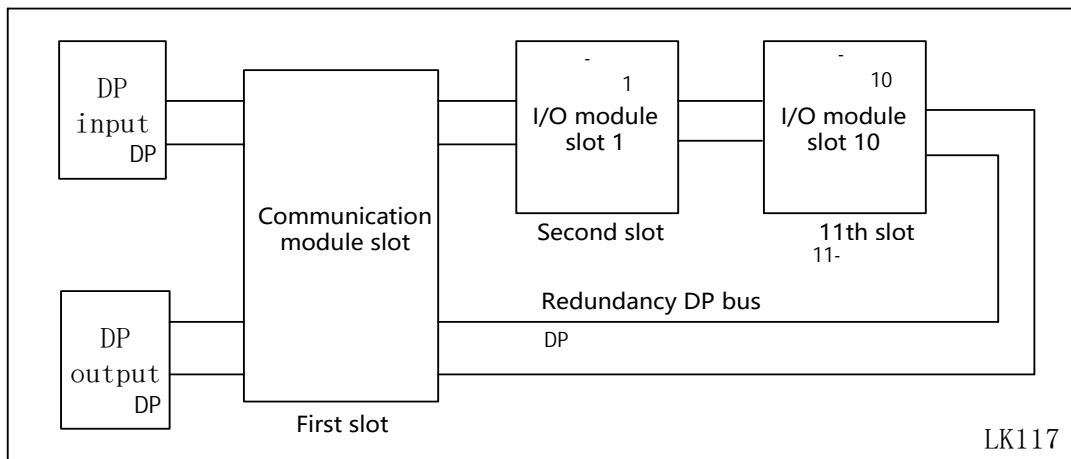 DP
input
DP
Communication
module slot
-
1
I/O module
slot 1
Second slot
-
10
I/O module
slot 10
11th slot
11-
Redundancy DP bus
DP
DP
output
DP
First slot
LK117